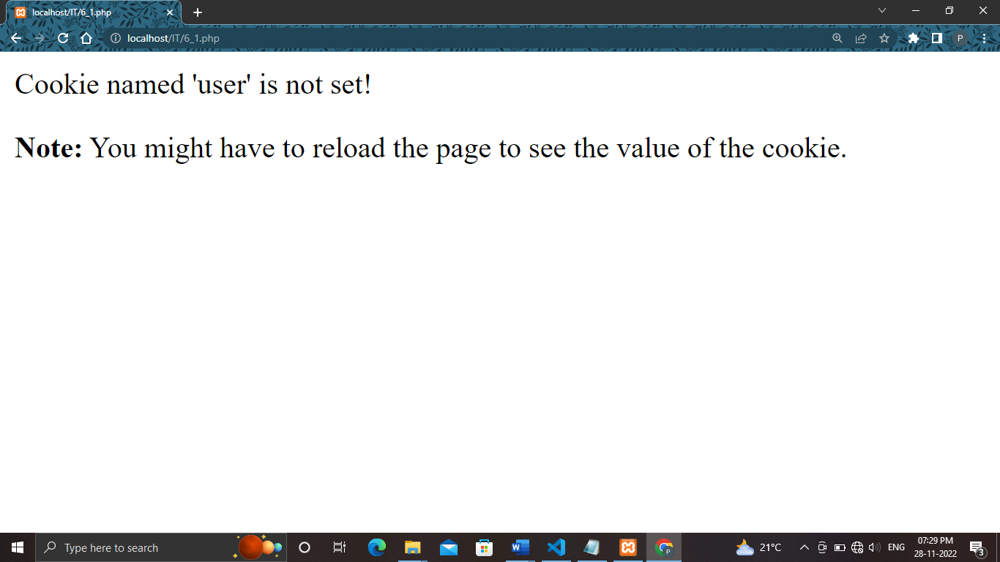 localhost/IT/6_1.php
localhost/IT/6_1.php
P
Cookie named 'user' is not set!
Note: You might have to reload the page to see the value of the cookie.
Type here to search
P
21°C
ENG
07:29 PM
28-11-2022
3